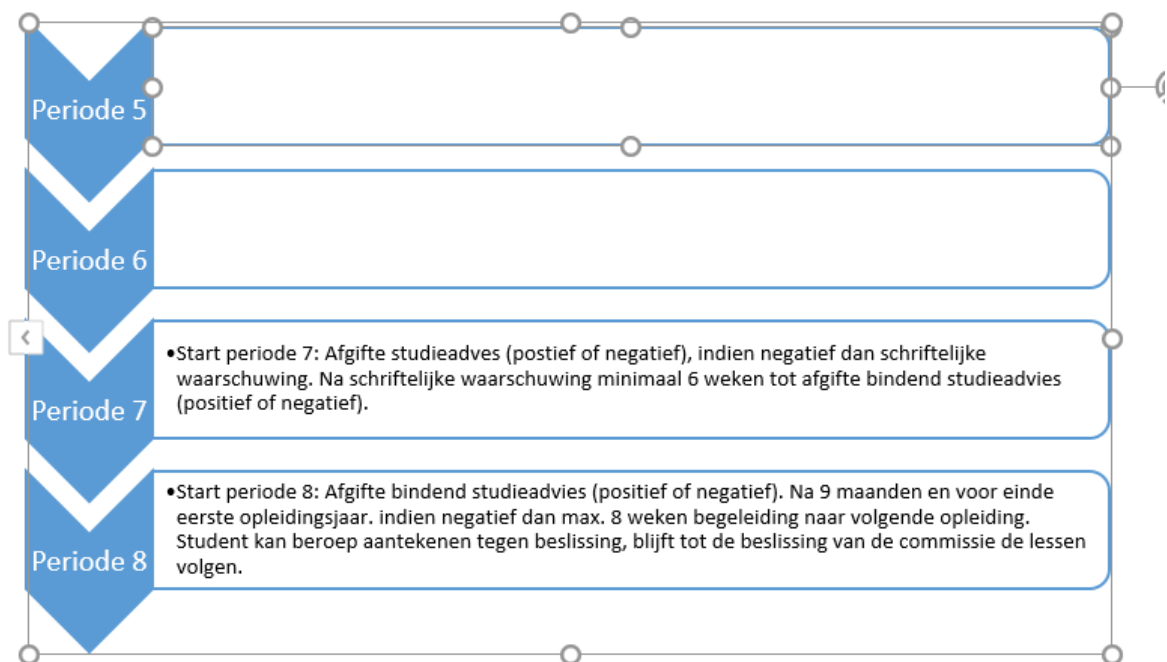 Periode 5
Periode 6
Periode 7
•Start periode 7: Afgifte studieadves (postief of negatief), indien negatief dan schriftelijke
waarschuwing. Na schriftelijke waarschuwing minimaal 6 weken tot afgifte bindend studieadvies
(positief of negatief).
Periode 8
•Start periode 8: Afgifte bindend studieadvies (positief of negatief). Na 9 maanden en voor einde
eerste opleidingsjaar. indien negatief dan max. 8 weken begeleiding naar volgende opleiding.
Student kan beroep aantekenen tegen beslissing, blijft tot de beslissing van de commissie de lessen
volgen.